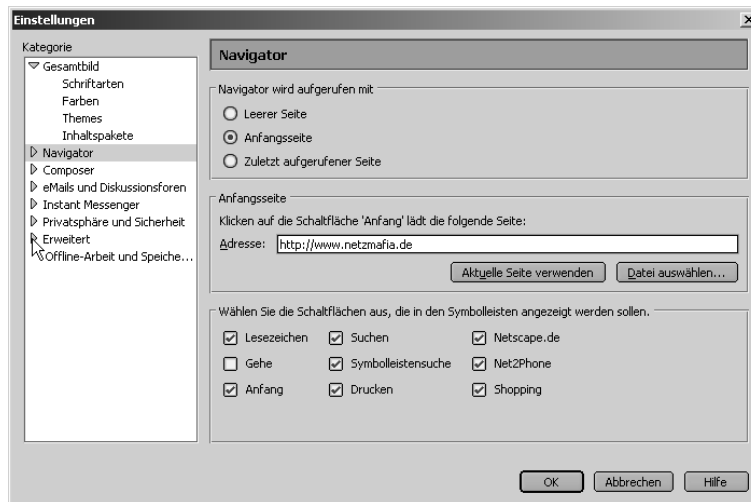 Einstellungen
Kategorie
Gesamtbild
Schriftarten
Farben
Themes
Inhaltspakete
Navigator
Composer
eMails und Diskussionsforen
Instant Messenger
Privatsphäre und Sicherheit
Erweitert
Offline-Arbeit und Speiche...
Navigator
Navigator wird aufgerufen mit
Leerer Seite
Anfangsseite
Zuletzt aufgerufener Seite
Anfangsseite
Klicken auf die Schaltfläche 'Anfang' lädt die folgende Seite:
Adresse: http://www.netzmafia.de
Aktuelle Seite verwenden Datei auswählen...
Wählen Sie die Schaltflächen aus, die in den Symbolleisten angezeigt werden sollen.
Lesezeichen Suchen Netscape.de
Gehe Symbolleistensuche Net2Phone
Anfang Drucken Shopping
OK Abbrechen Hilfe